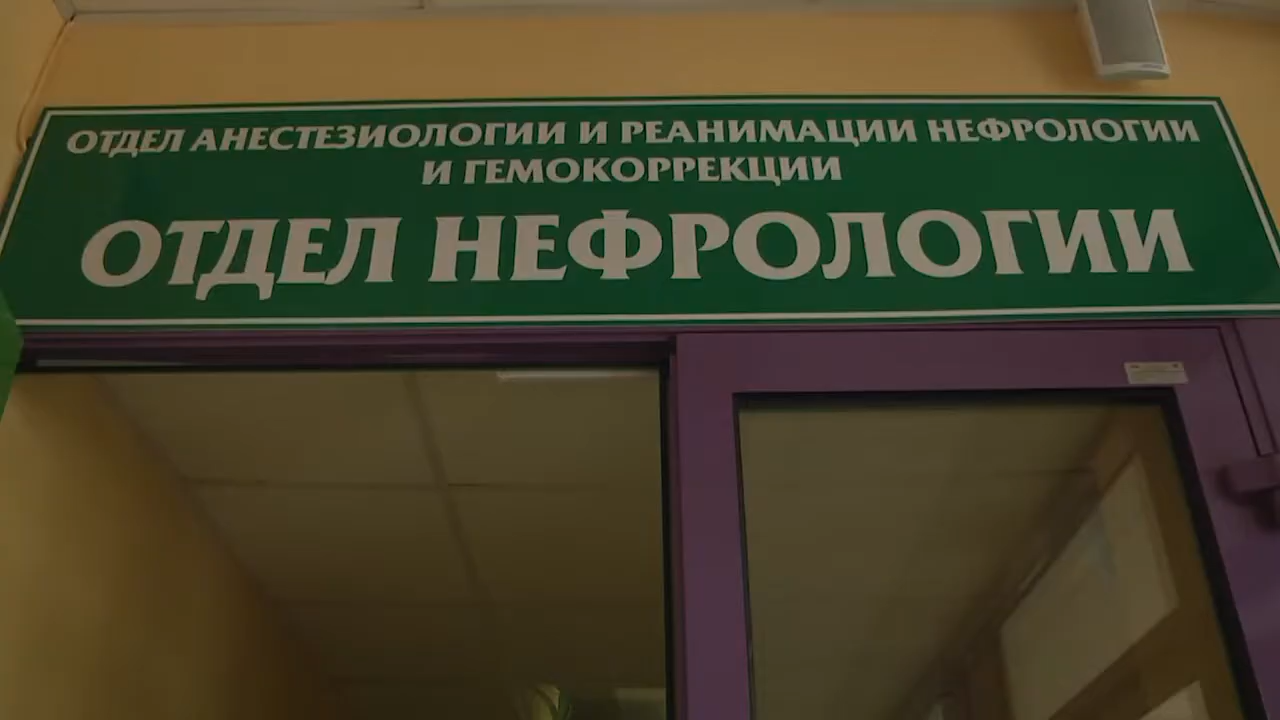 ОТДЕЛ АНЕСТЕЗИОЛОГИИ И РЕАНИМАЦИИ НЕФРОЛОГИИ
И ГЕМОКОРРЕКЦИИ
ОТДЕЛ НЕФРОЛОГИИ